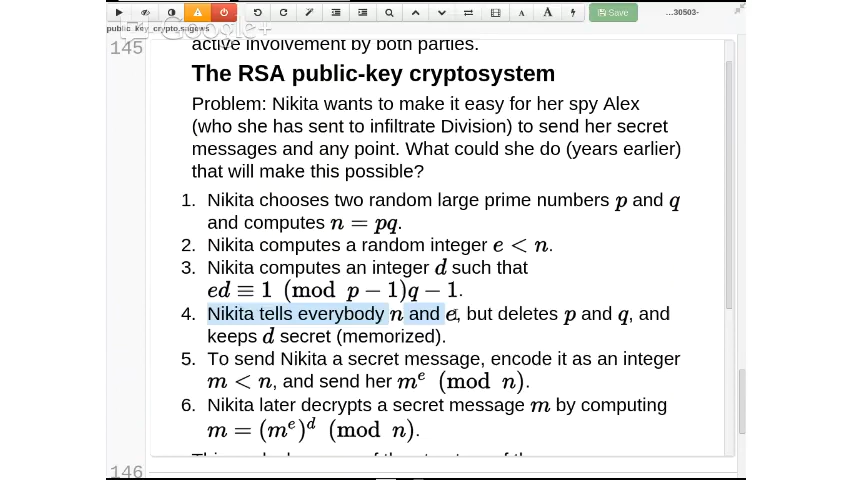 Save
...30503-
public_key_crypto.sagews
Google+
145
active involvement by both parties.
The RSA public-key cryptosystem
Problem: Nikita wants to make it easy for her spy Alex
(who she has sent to infiltrate Division) to send her secret
messages and any point. What could she do (years earlier)
that will make this possible?
1. Nikita chooses two random large prime numbers p and q
and computes n = pq.
2. Nikita computes a random integer e < n.
3. Nikita computes an integer d such that
ed ≡ 1 (mod p − 1)q − 1.
4. Nikita tells everybody n and e, but deletes p and q, and
keeps d secret (memorized).
5. To send Nikita a secret message, encode it as an integer
m < n, and send her mᵉ (mod n).
6. Nikita later decrypts a secret message m by computing
m = (mᵉ)ᵈ (mod n).
146